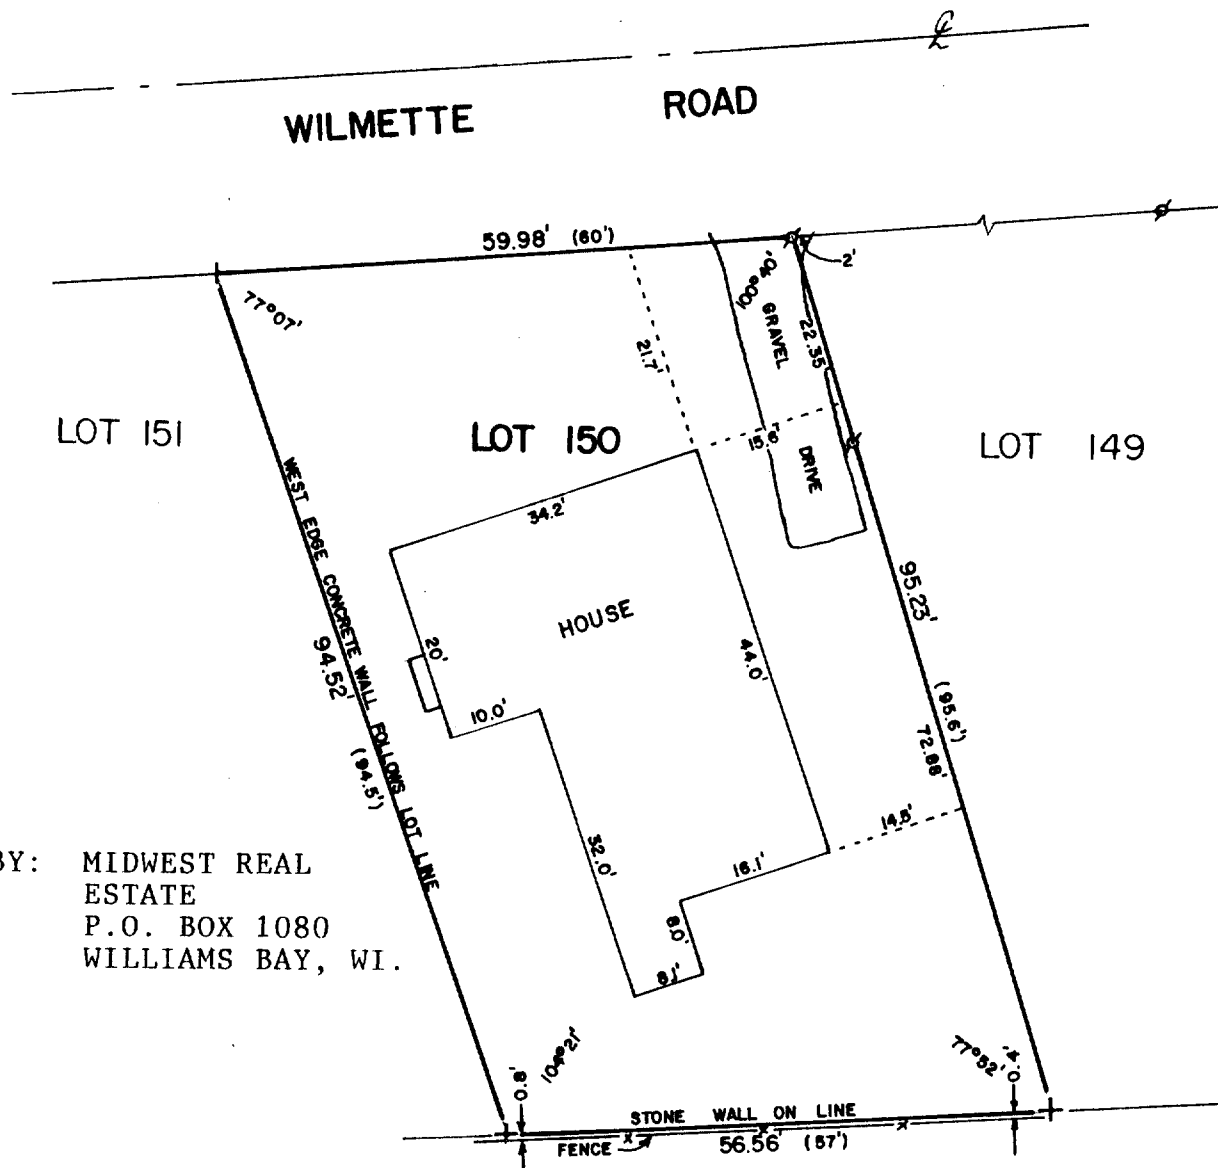 ℄
WILMETTE ROAD
59.98' (60')
2'
77°07'
100°40'
GRAVEL
22.35
21.7'
LOT 151
LOT 150
LOT 149
15.6'
DRIVE
34.2'
WEST EDGE CONCRETE WALL FOLLOWS LOT LINE
94.52'
(94.5')
HOUSE
95.23'
(95.6')
72.88'
20'
44.0'
10.0'
32.0'
14.5'
16.1'
8.0'
8.1'
BY: MIDWEST REAL
ESTATE
P.O. BOX 1080
WILLIAMS BAY, WI.
104°21'
77°52'
0.8'
0.4'
STONE WALL ON LINE
FENCE
56.56' (57')